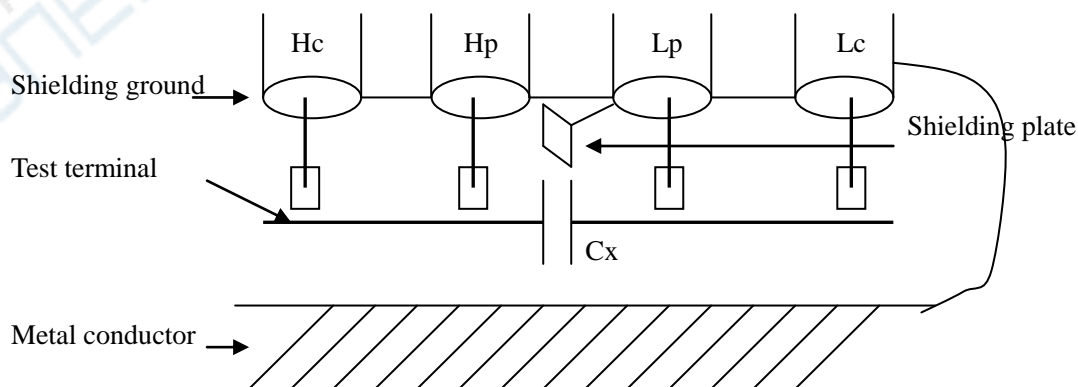 Hc Hp Lp Lc
Shielding ground
Shielding plate
Test terminal
Cx
Metal conductor